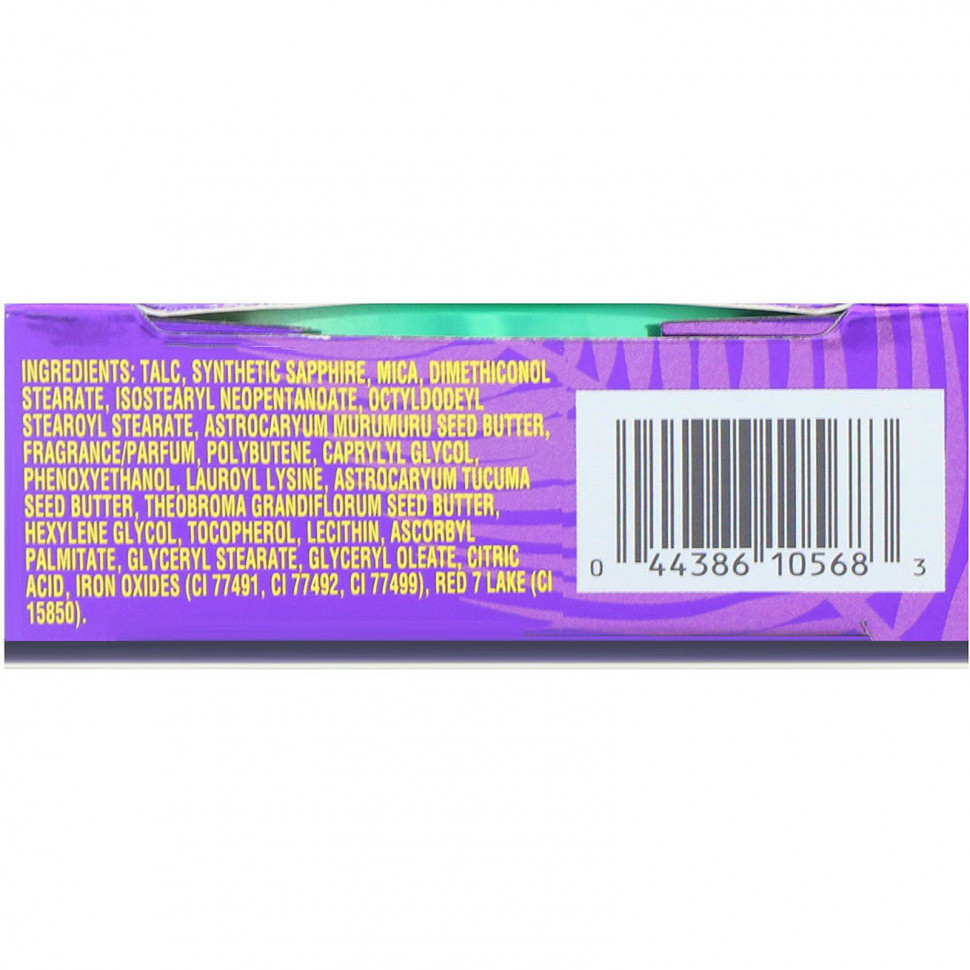 INGREDIENTS: TALC, SYNTHETIC SAPPHIRE, MICA, DIMETHICONOL
STEARATE, ISOSTEARYL NEOPENTANOATE, OCTYLDODEYL
STEAROYL STEARATE, ASTROCARYUM MURUMURU SEED BUTTER,
FRAGRANCE/PARFUM, POLYBUTENE, CAPRYLYL GLYCOL,
PHENOXYETHANOL, LAUROYL LYSINE, ASTROCARYUM TUCUMA
SEED BUTTER, THEOBROMA GRANDIFLORUM SEED BUTTER,
HEXYLENE GLYCOL, TOCOPHEROL, LECITHIN, ASCORBYL
PALMITATE, GLYCERYL STEARATE, GLYCERYL OLEATE, CITRIC
ACID, IRON OXIDES (CI 77491, CI 77492, CI 77499), RED 7 LAKE (CI
15850).
0 44386 10568 3